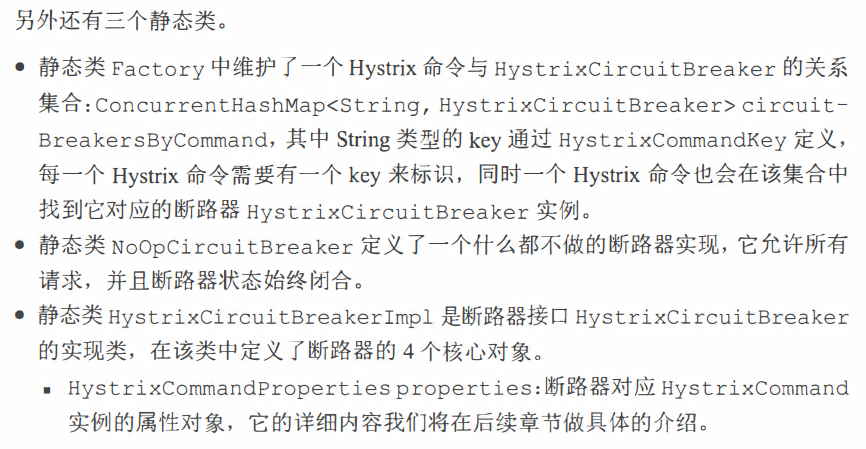 另外还有三个静态类。
● 静态类 Factory 中维护了一个 Hystrix 命令与 HystrixCircuitBreaker 的关系
集合:ConcurrentHashMap<String, HystrixCircuitBreaker> circuit-
BreakersByCommand,其中 String 类型的 key 通过 HystrixCommandKey 定义,
每一个 Hystrix 命令需要有一个 key 来标识,同时一个 Hystrix 命令也会在该集合中
找到它对应的断路器 HystrixCircuitBreaker 实例。
● 静态类 NoOpCircuitBreaker 定义了一个什么都不做的断路器实现,它允许所有
请求,并且断路器状态始终闭合。
● 静态类 HystrixCircuitBreakerImpl 是断路器接口 HystrixCircuitBreaker
的实现类,在该类中定义了断路器的 4 个核心对象。
■ HystrixCommandProperties properties:断路器对应 HystrixCommand
实例的属性对象,它的详细内容我们将在后续章节做具体的介绍。